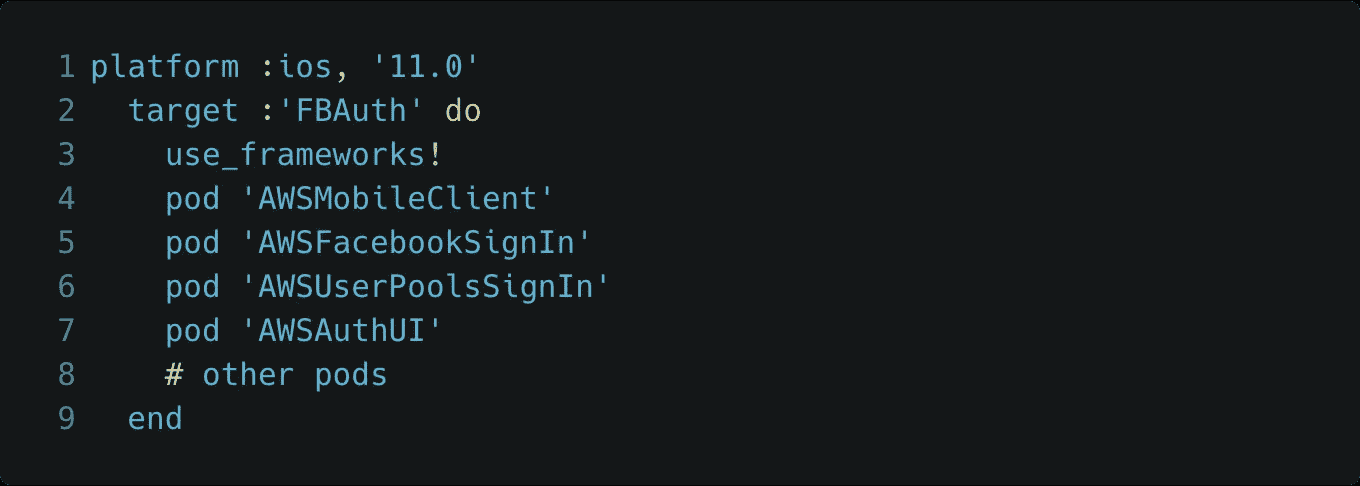 1 platform :ios, '11.0'
2   target :'FBAuth' do
3     use_frameworks!
4     pod 'AWSMobileClient'
5     pod 'AWSFacebookSignIn'
6     pod 'AWSUserPoolsSignIn'
7     pod 'AWSAuthUI'
8     # other pods
9   end